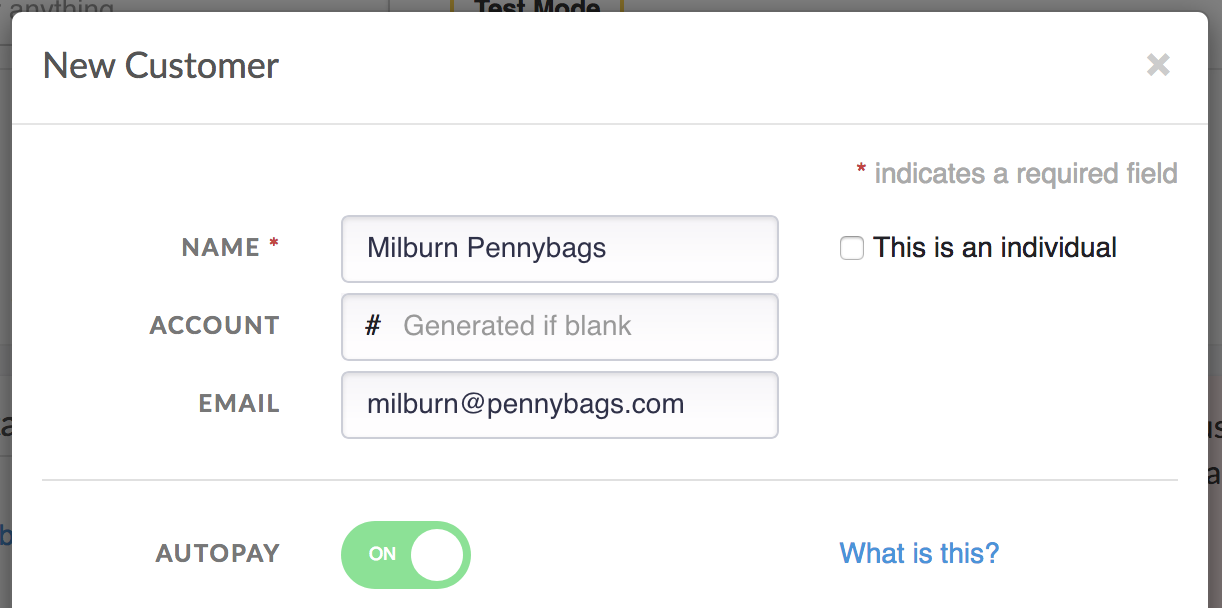 anything
Test Mode
New Customer
×
* indicates a required field
NAME * Milburn Pennybags This is an individual
ACCOUNT # Generated if blank
EMAIL milburn@pennybags.com
AUTOPAY ON What is this?